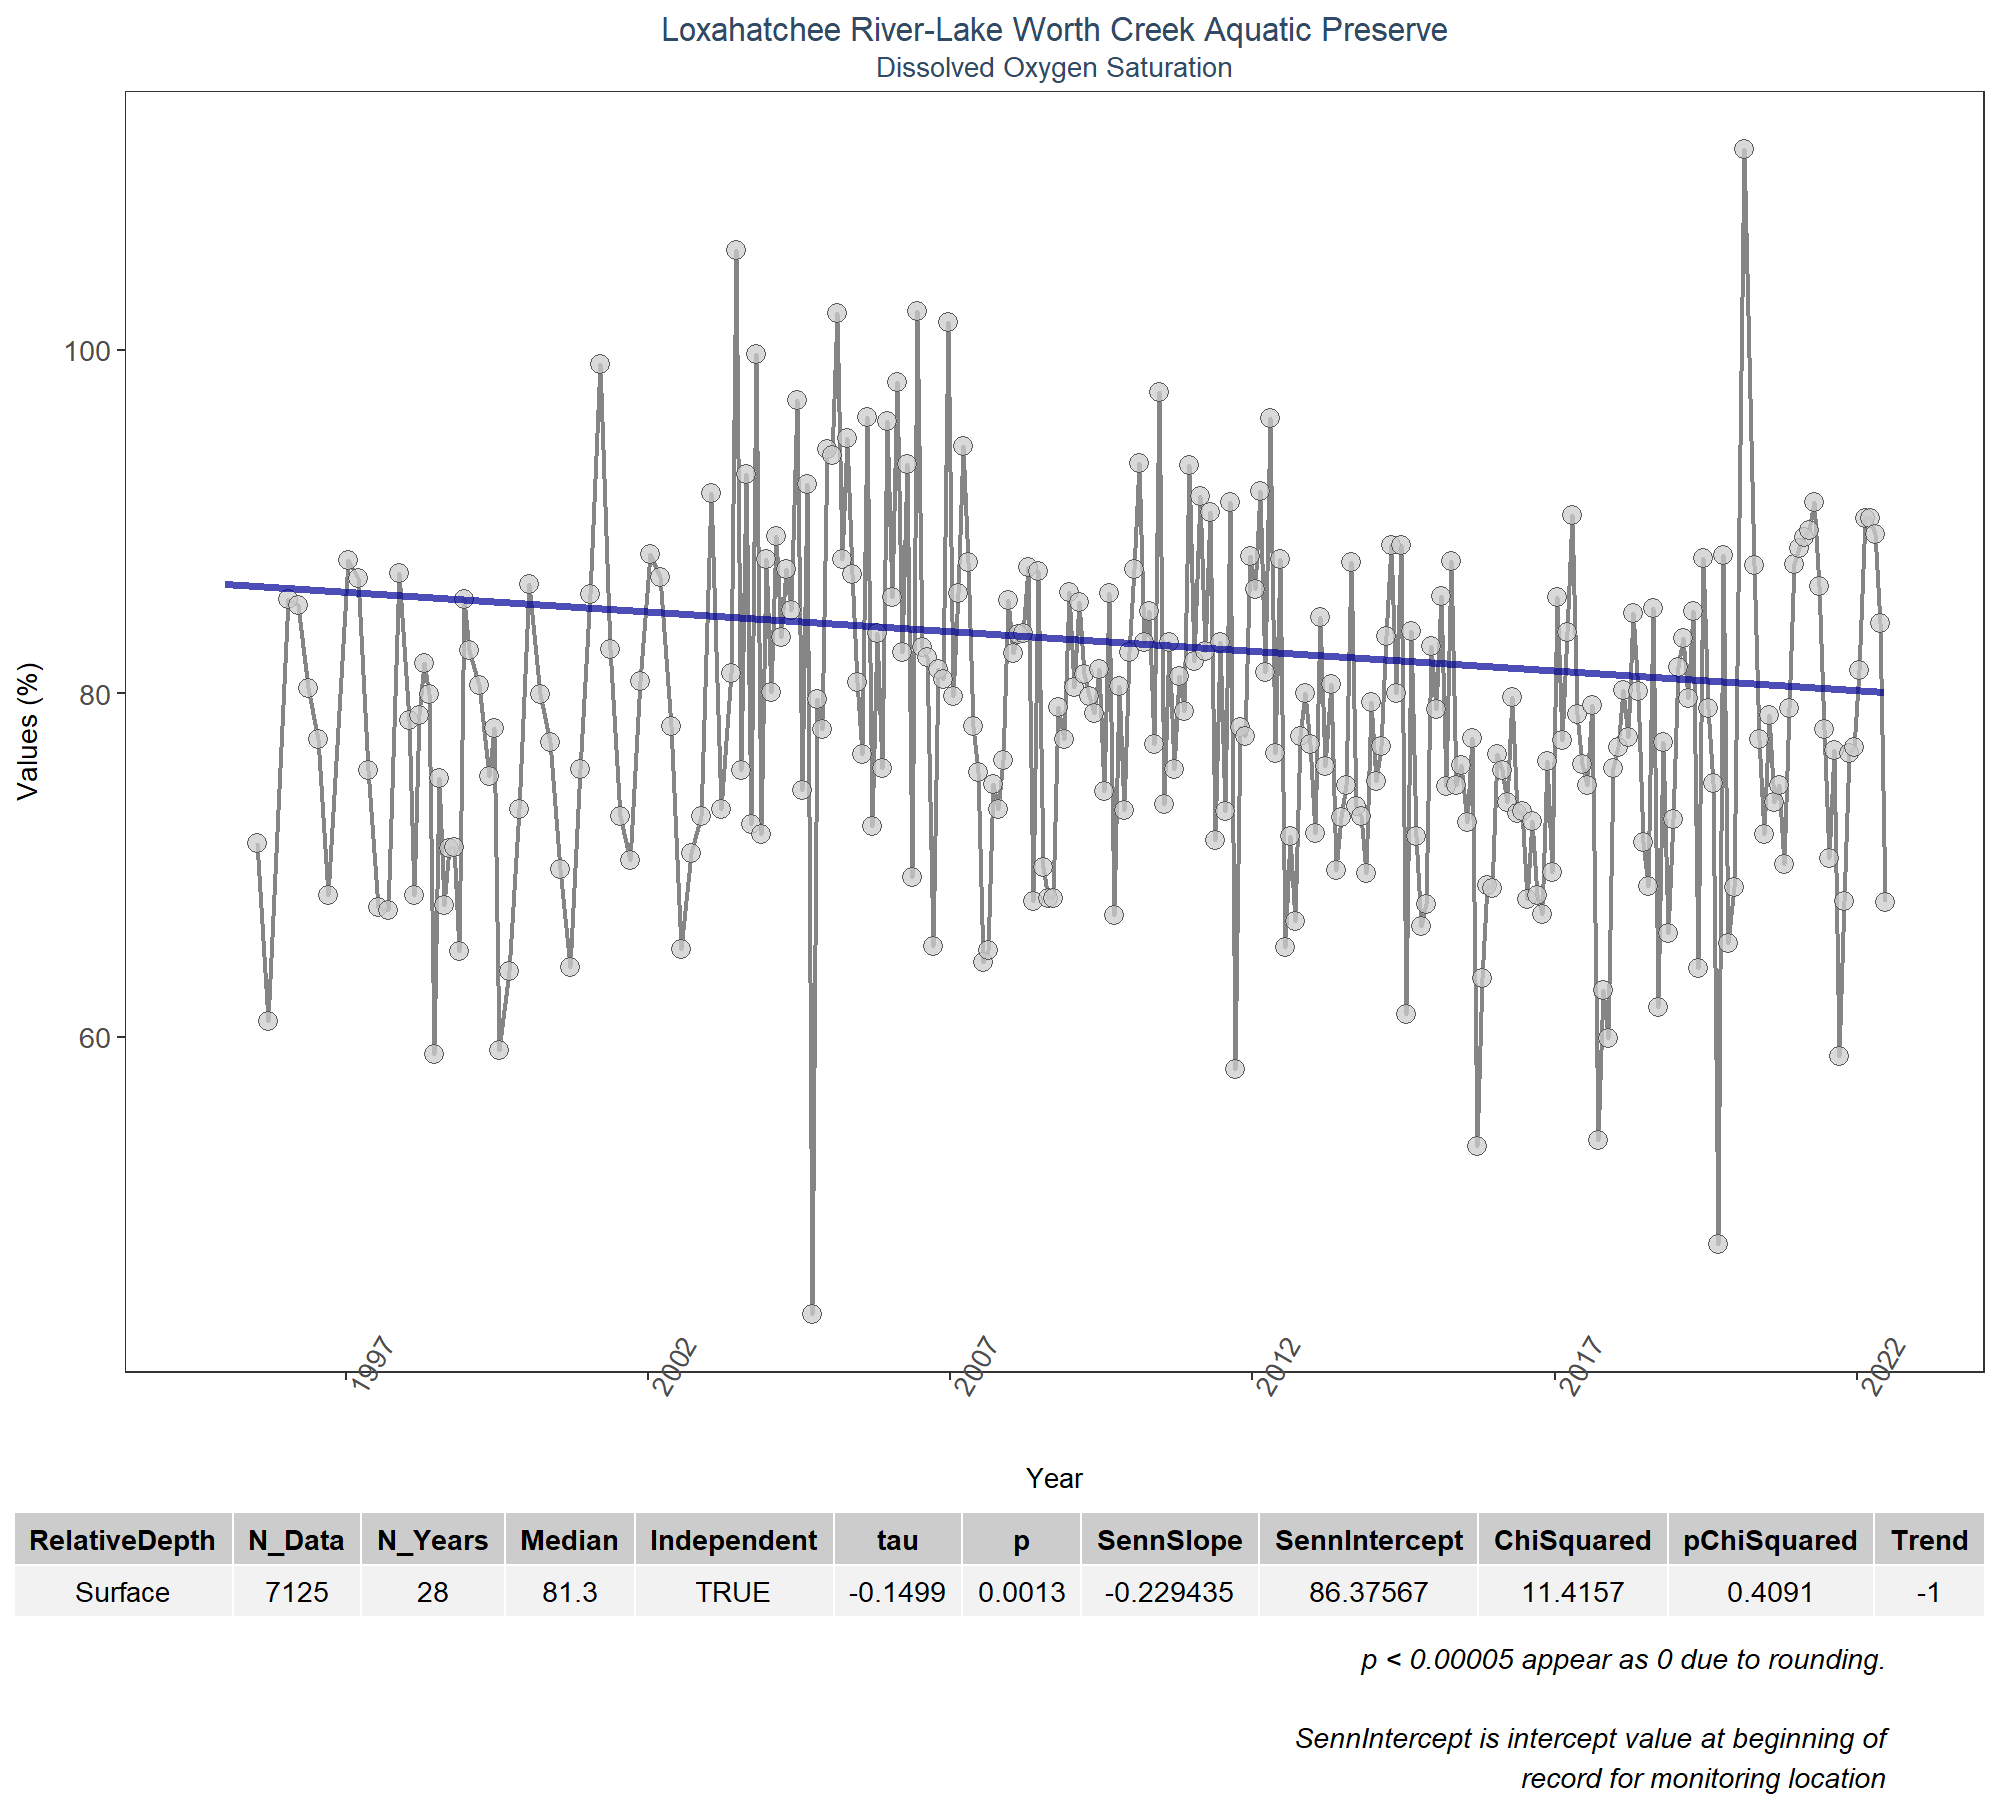 Loxahatchee River-Lake Worth Creek Aquatic Preserve
Dissolved Oxygen Saturation
Values (%)
100
80
60
1997 2002 2007 2012 2017 2022
Year
RelativeDepth N_Data N_Years Median Independent tau p SennSlope SennIntercept ChiSquared pChiSquared Trend
Surface 7125 28 81.3 TRUE -0.1499 0.0013 -0.229435 86.37567 11.4157 0.4091 -1
p < 0.00005 appear as 0 due to rounding.
SennIntercept is intercept value at beginning of
record for monitoring location